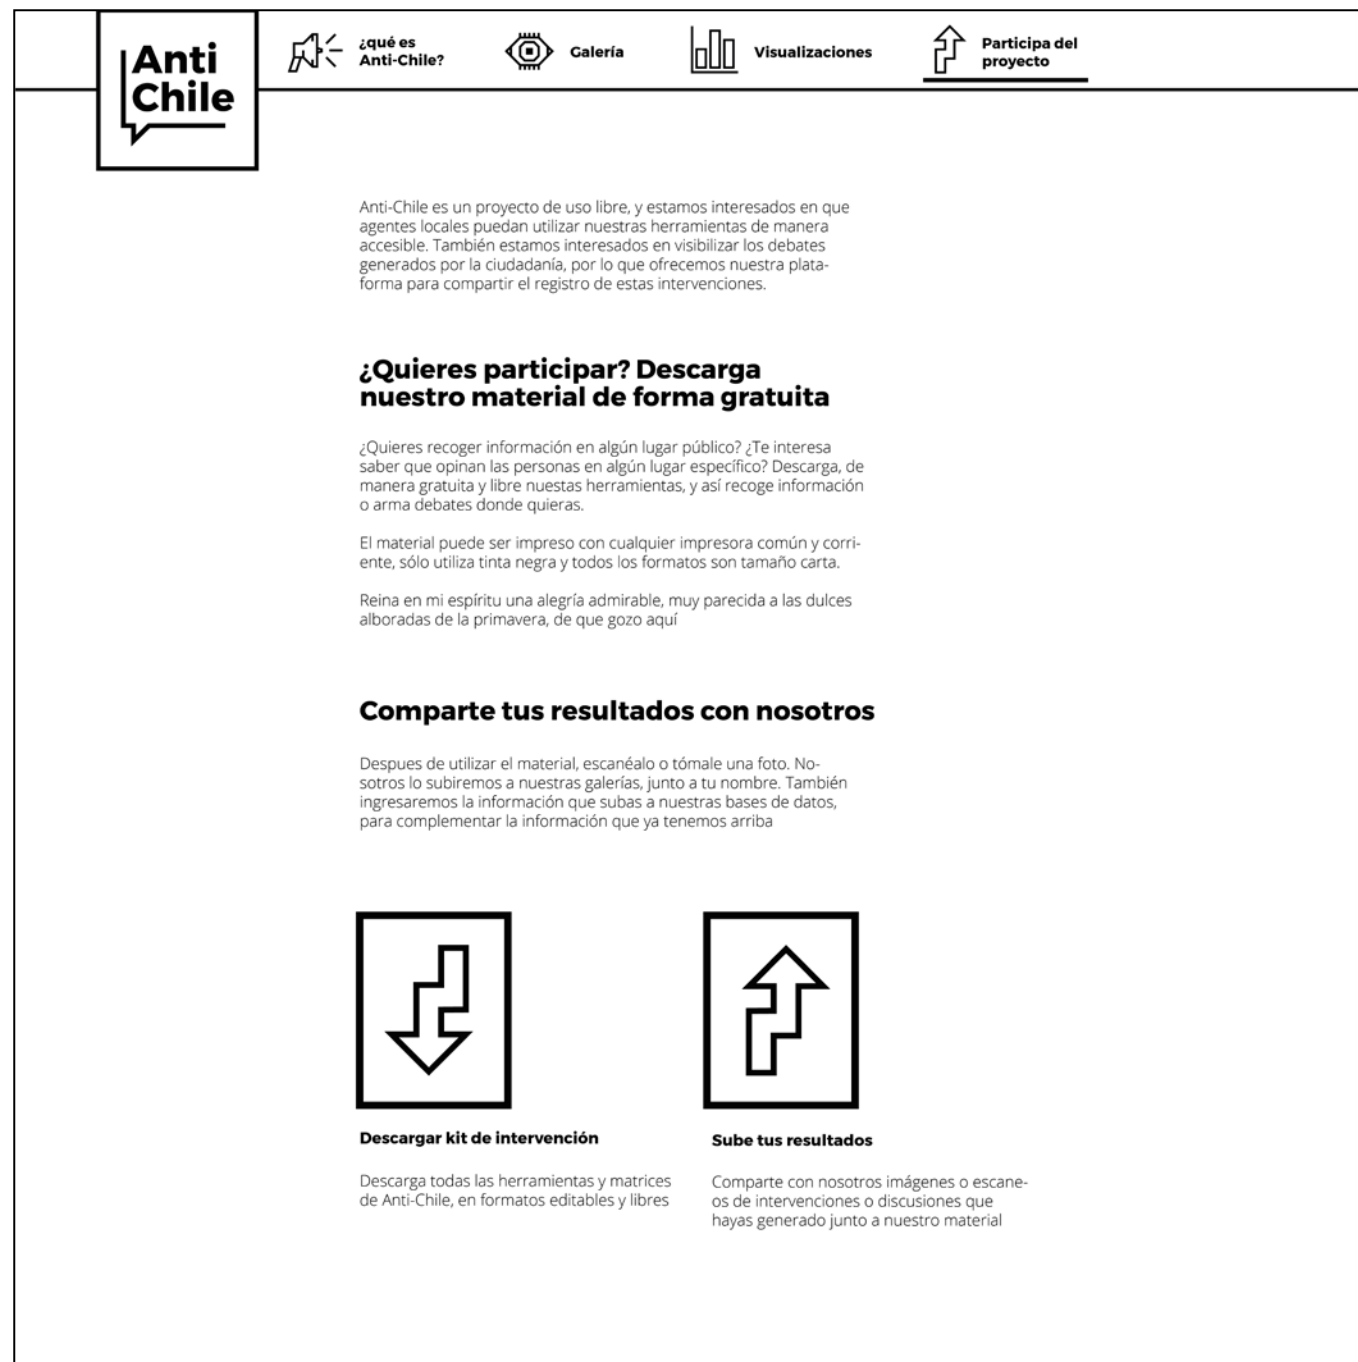 Anti
Chile
¿qué es
Anti-Chile?
Galería
Visualizaciones
Participa del
proyecto
Anti-Chile es un proyecto de uso libre, y estamos interesados en que
agentes locales puedan utilizar nuestras herramientas de manera
accesible. También estamos interesados en visibilizar los debates
generados por la ciudadanía, por lo que ofrecemos nuestra plata-
forma para compartir el registro de estas intervenciones.
¿Quieres participar? Descarga
nuestro material de forma gratuita
¿Quieres recoger información en algún lugar público? ¿Te interesa
saber que opinan las personas en algún lugar específico? Descarga, de
manera gratuita y libre nuestas herramientas, y así recoge información
o arma debates donde quieras.
El material puede ser impreso con cualquier impresora común y corri-
ente, sólo utiliza tinta negra y todos los formatos son tamaño carta.
Reina en mi espíritu una alegría admirable, muy parecida a las dulces
alboradas de la primavera, de que gozo aquí
Comparte tus resultados con nosotros
Despues de utilizar el material, escanéalo o tómale una foto. No-
sotros lo subiremos a nuestras galerías, junto a tu nombre. También
ingresaremos la información que subas a nuestras bases de datos,
para complementar la información que ya tenemos arriba
Descargar kit de intervención
Descarga todas las herramientas y matrices
de Anti-Chile, en formatos editables y libres
Sube tus resultados
Comparte con nosotros imágenes o escane-
os de intervenciones o discusiones que
hayas generado junto a nuestro material